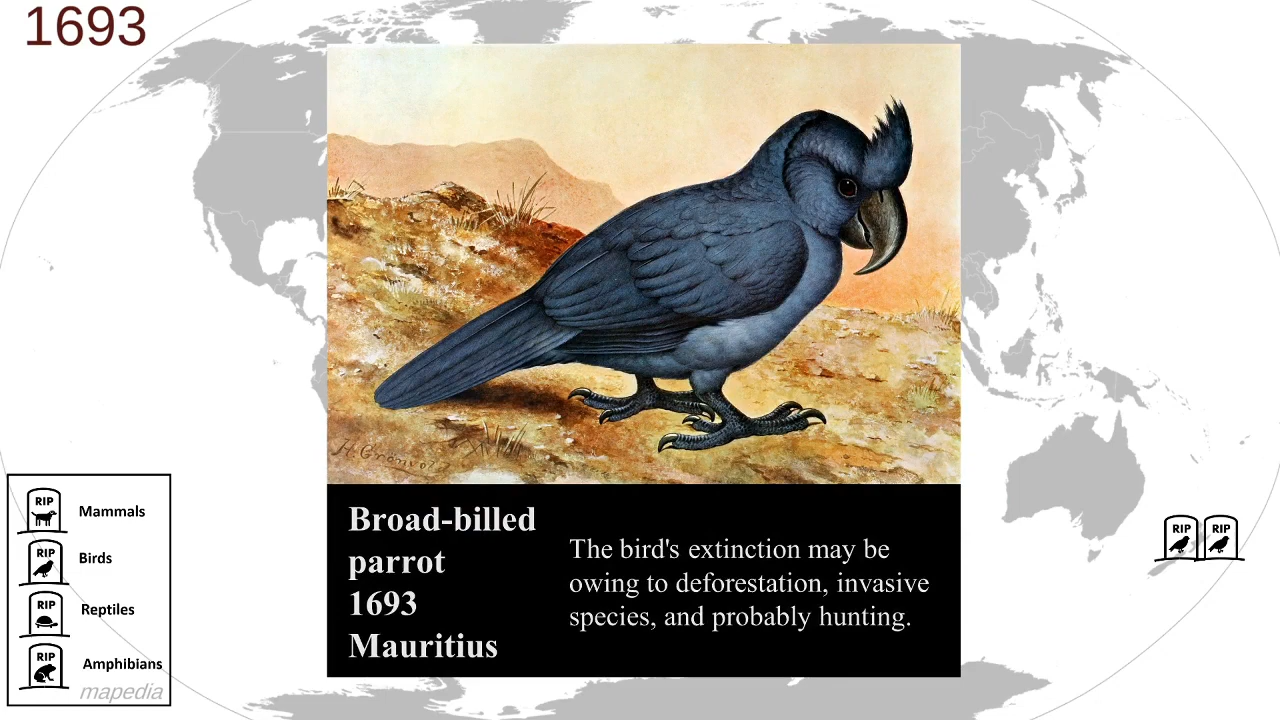 1693
H. Gronvold
Broad-billed
parrot
1693
Mauritius
The bird's extinction may be
owing to deforestation, invasive
species, and probably hunting.
RIP
Mammals
RIP
Birds
RIP
Reptiles
RIP
Amphibians
mapedia
RIP RIP